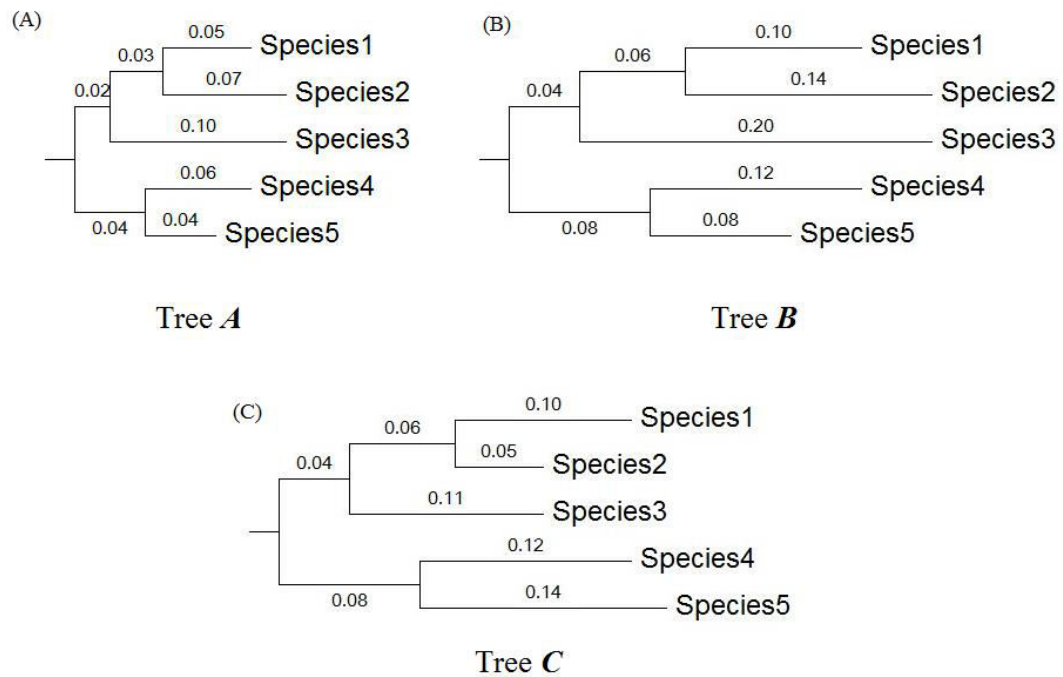 (A)
0.05
Species1
0.03
0.07
Species2
0.02
0.10
Species3
0.06
Species4
0.04
0.04
Species5
Tree A
(B)
0.10
Species1
0.06
0.14
Species2
0.04
0.20
Species3
0.12
Species4
0.08
0.08
Species5
Tree B
(C)
0.10
Species1
0.06
0.05
Species2
0.04
0.11
Species3
0.12
Species4
0.08
0.14
Species5
Tree C